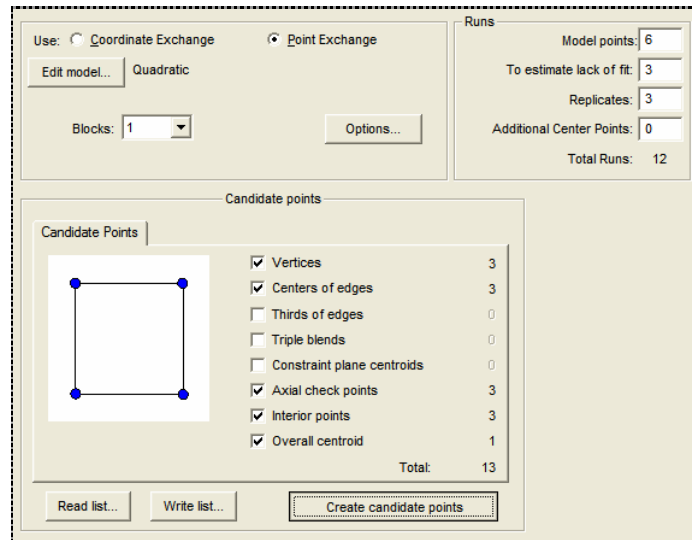 Use: Coordinate Exchange Point Exchange
Edit model... Quadratic
Blocks: 1 Options...
Runs
Model points: 6
To estimate lack of fit: 3
Replicates: 3
Additional Center Points: 0
Total Runs: 12
Candidate points
Candidate Points
Vertices 3
Centers of edges 3
Thirds of edges 0
Triple blends 0
Constraint plane centroids 0
Axial check points 3
Interior points 3
Overall centroid 1
Total: 13
Read list... Write list... Create candidate points